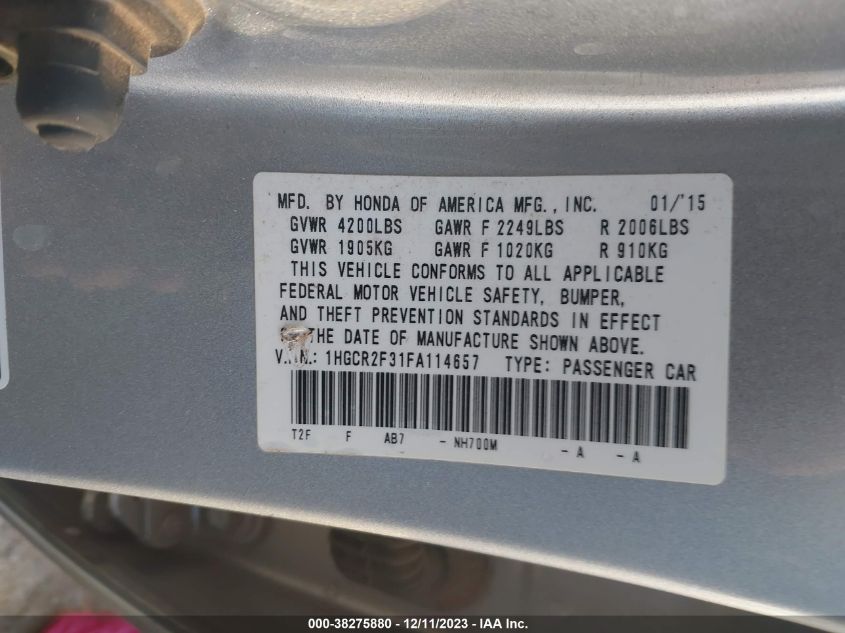 MFD. BY HONDA OF AMERICA MFG., INC. 01/'15
GVWR 4200LBS GAWR F 2249LBS R 2006LBS
GVWR 1905KG GAWR F 1020KG R 910KG
THIS VEHICLE CONFORMS TO ALL APPLICABLE
FEDERAL MOTOR VEHICLE SAFETY, BUMPER,
AND THEFT PREVENTION STANDARDS IN EFFECT
THE DATE OF MANUFACTURE SHOWN ABOVE.
V.I.N.: 1HGCR2F31FA114657 TYPE: PASSENGER CAR
T2F F AB7 - NH700M - A - A
000-38275880 - 12/11/2023 - IAA Inc.